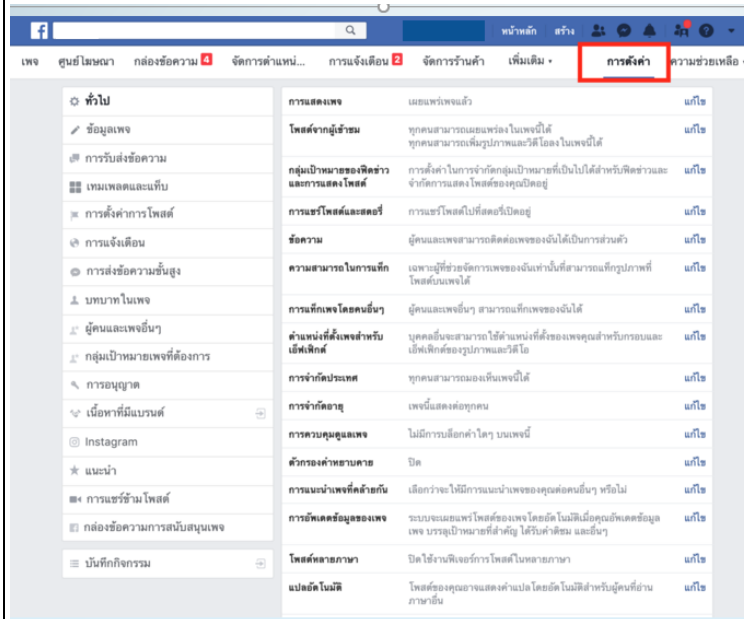 f
หน้าหลัก สร้าง
เพจ ศูนย์โฆษณา กล่องข้อความ 4 จัดการตำแหน่... การแจ้งเตือน 2 จัดการร้านค้า เพิ่มเติม การตั้งค่า ความช่วยเหลือ
ทั่วไป
ข้อมูลเพจ
การรับส่งข้อความ
เทมเพลตและแท็บ
การตั้งค่าการโพสต์
การแจ้งเตือน
การส่งข้อความขั้นสูง
บทบาทในเพจ
ผู้คนและเพจอื่นๆ
กลุ่มเป้าหมายเพจที่ต้องการ
การอนุญาต
เนื้อหาที่มีแบรนด์
Instagram
แนะนำ
การแชร์ข้ามโพสต์
กล่องข้อความการสนับสนุนเพจ
บันทึกกิจกรรม
การแสดงเพจ เผยแพร่เพจแล้ว แก้ไข
โพสต์จากผู้เข้าชม ทุกคนสามารถเผยแพร่ลงในเพจนี้ได้ แก้ไข
ทุกคนสามารถเพิ่มรูปภาพและวิดีโอลงในเพจนี้ได้
กลุ่มเป้าหมายของฟีดข่าว การตั้งค่าในการจำกัดกลุ่มเป้าหมายที่เป็นไปได้สำหรับฟีดข่าวและ แก้ไข
และการแสดงโพสต์ จำกัดการแสดงโพสต์ของคุณปิดอยู่
การแชร์โพสต์และสตอรี่ การแชร์โพสต์ไปที่สตอรี่เปิดอยู่ แก้ไข
ข้อความ ผู้คนและเพจสามารถติดต่อเพจของฉันได้เป็นการส่วนตัว แก้ไข
ความสามารถในการแท็ก เฉพาะผู้ที่ช่วยจัดการเพจของฉันเท่านั้นที่สามารถแท็กรูปภาพที่ แก้ไข
โพสต์บนเพจได้
การแท็กเพจโดยคนอื่นๆ ผู้คนและเพจอื่นๆ สามารถแท็กเพจของฉันได้ แก้ไข
ตำแหน่งที่ตั้งเพจสำหรับ บุคคลอื่นจะสามารถใช้ตำแหน่งที่ตั้งของเพจคุณสำหรับกรอบและ แก้ไข
เอ็ฟเฟ็กต์ เอ็ฟเฟ็กต์ของรูปภาพและวิดีโอ
การจำกัดประเทศ ทุกคนสามารถมองเห็นเพจนี้ได้ แก้ไข
การจำกัดอายุ เพจนี้แสดงต่อทุกคน แก้ไข
การควบคุมดูแลเพจ ไม่มีการบล็อกคำใดๆ บนเพจนี้ แก้ไข
ตัวกรองคำหยาบคาย ปิด แก้ไข
การแนะนำเพจที่คล้ายกัน เลือกว่าจะให้มีการแนะนำเพจของคุณต่อคนอื่นๆ หรือไม่ แก้ไข
การอัพเดตข้อมูลของเพจ ระบบจะเผยแพร่โพสต์ของเพจโดยอัตโนมัติเมื่อคุณอัพเดตข้อมูล แก้ไข
เพจ บรรลุเป้าหมายที่สำคัญ ได้รับคำติชม และอื่นๆ
โพสต์หลายภาษา ปิดใช้งานฟีเจอร์การโพสต์ในหลายภาษา แก้ไข
แปลอัตโนมัติ โพสต์ของคุณอาจแสดงคำแปลโดยอัตโนมัติสำหรับผู้คนที่อ่าน แก้ไข
ภาษาอื่น